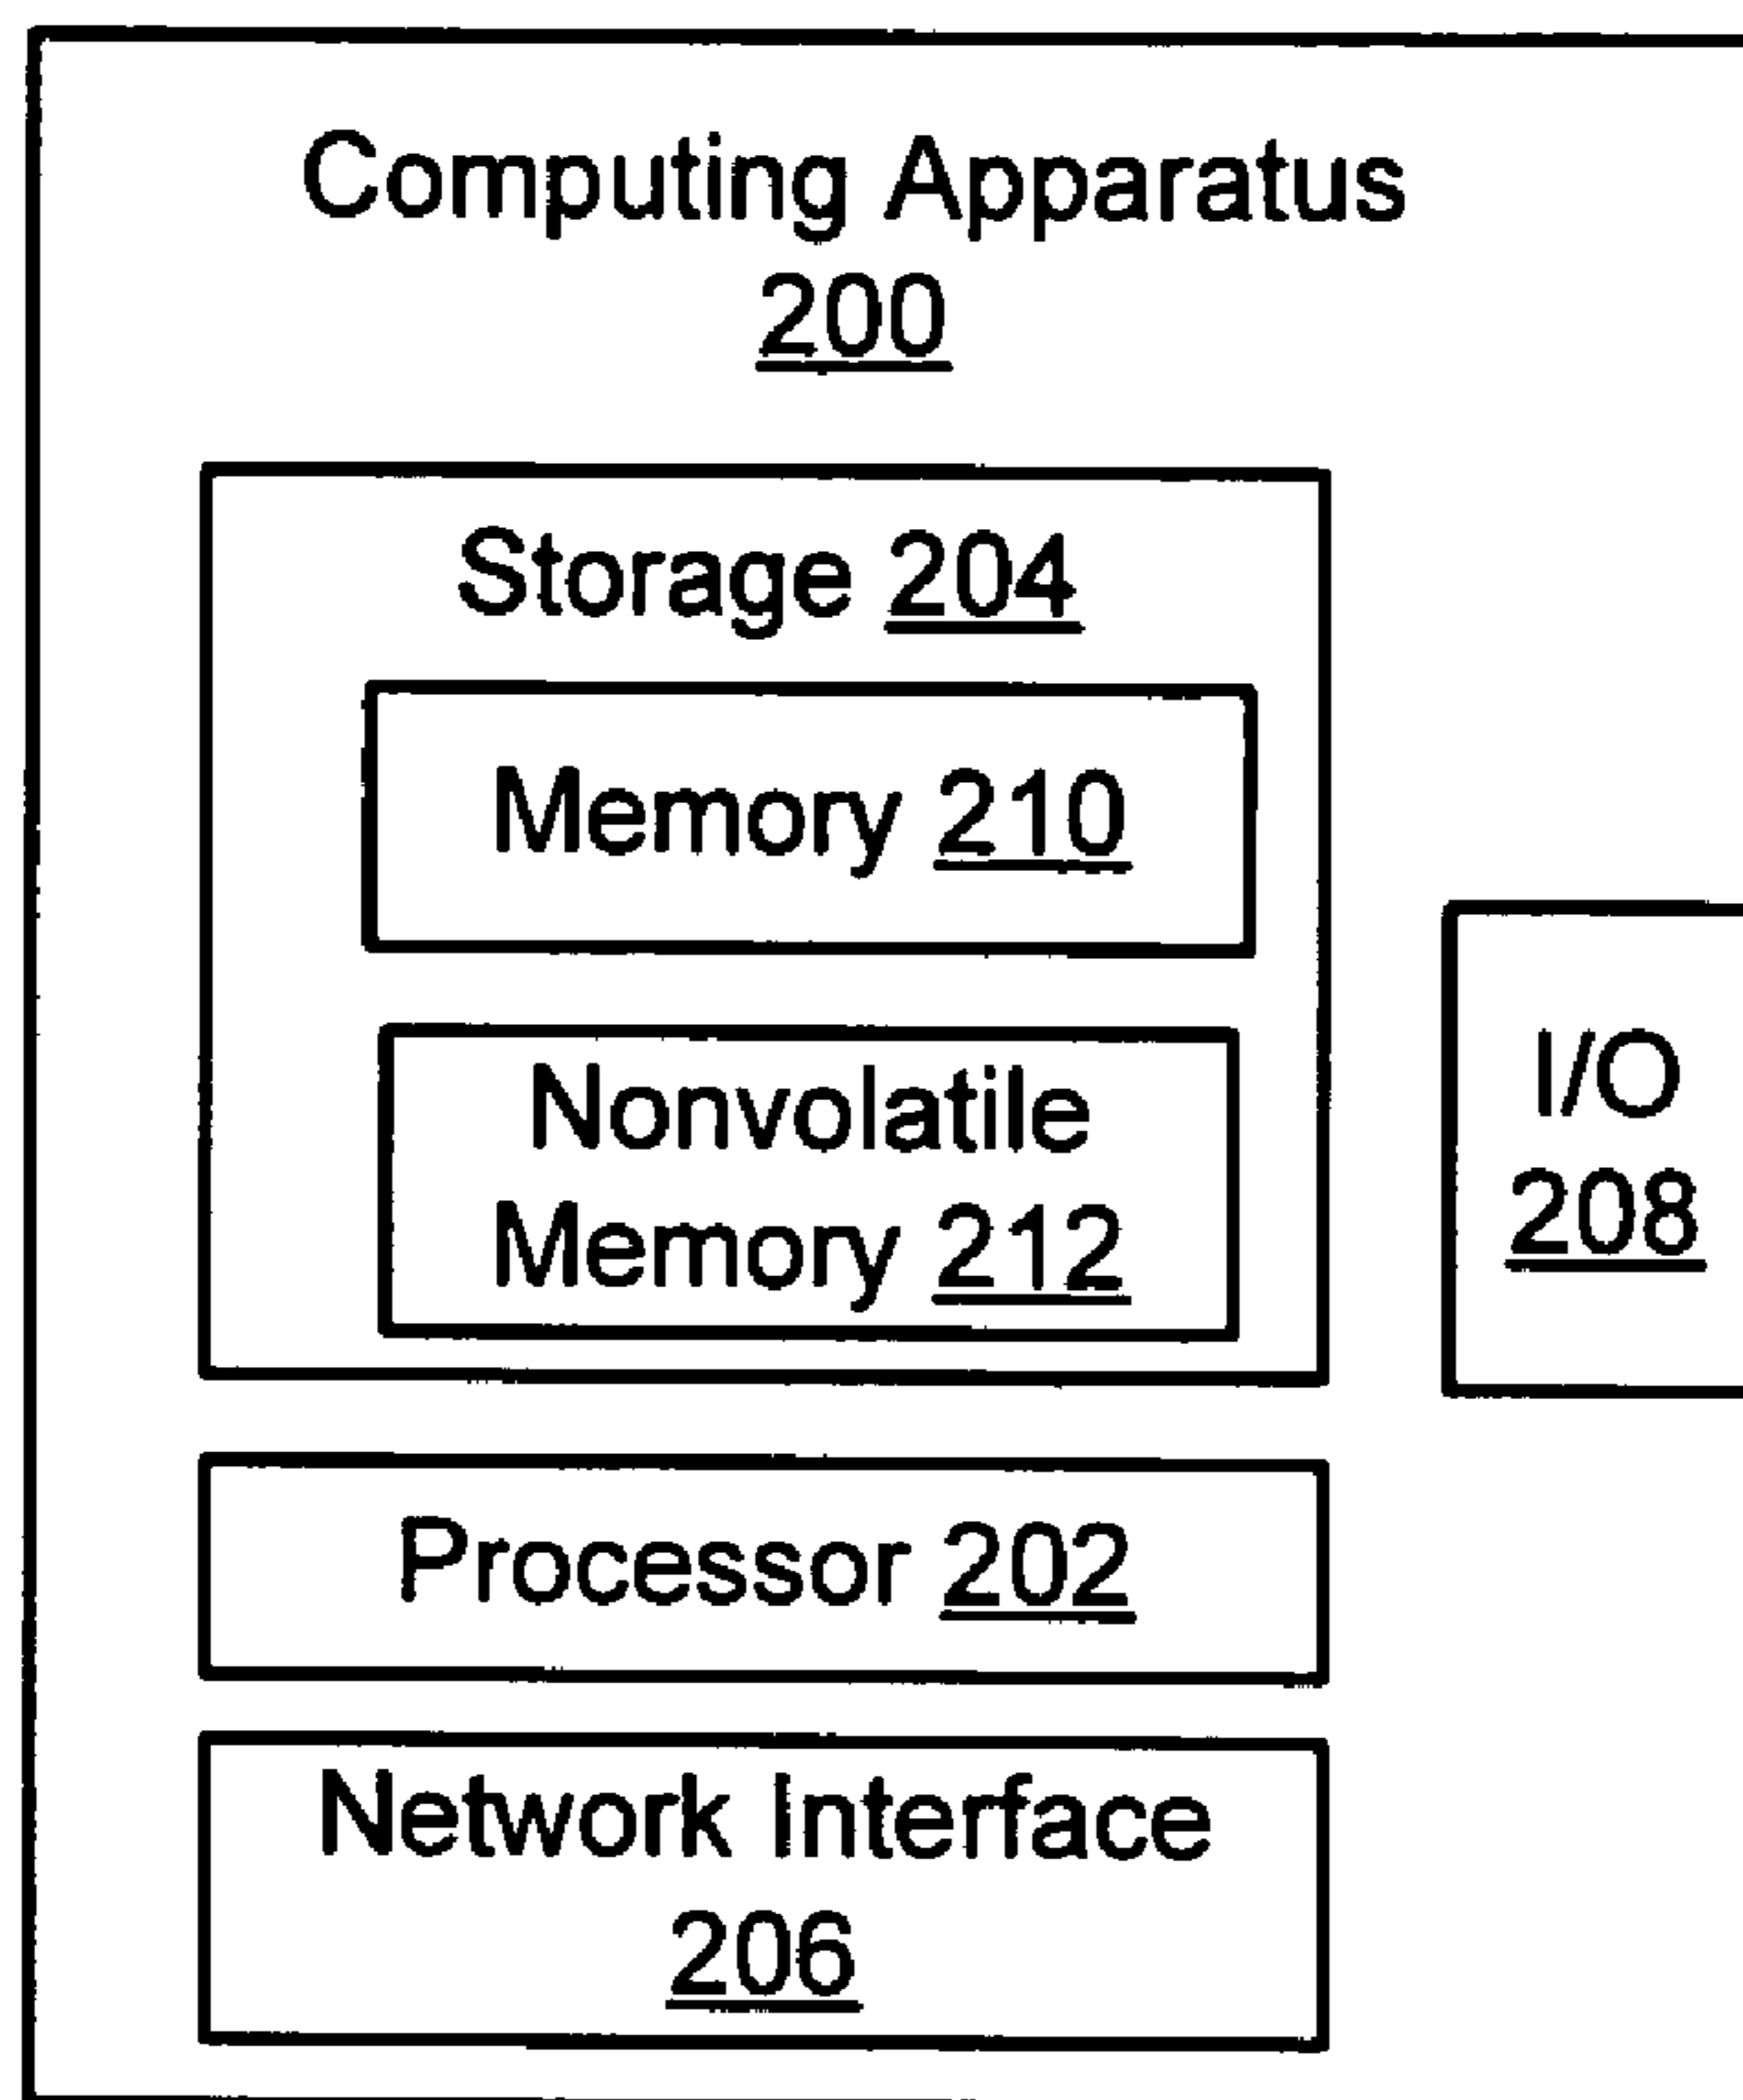 Computing Apparatus
200
Storage 204
Memory 210
Nonvolatile
Memory 212
I/O
208
Processor 202
Network Interface
206